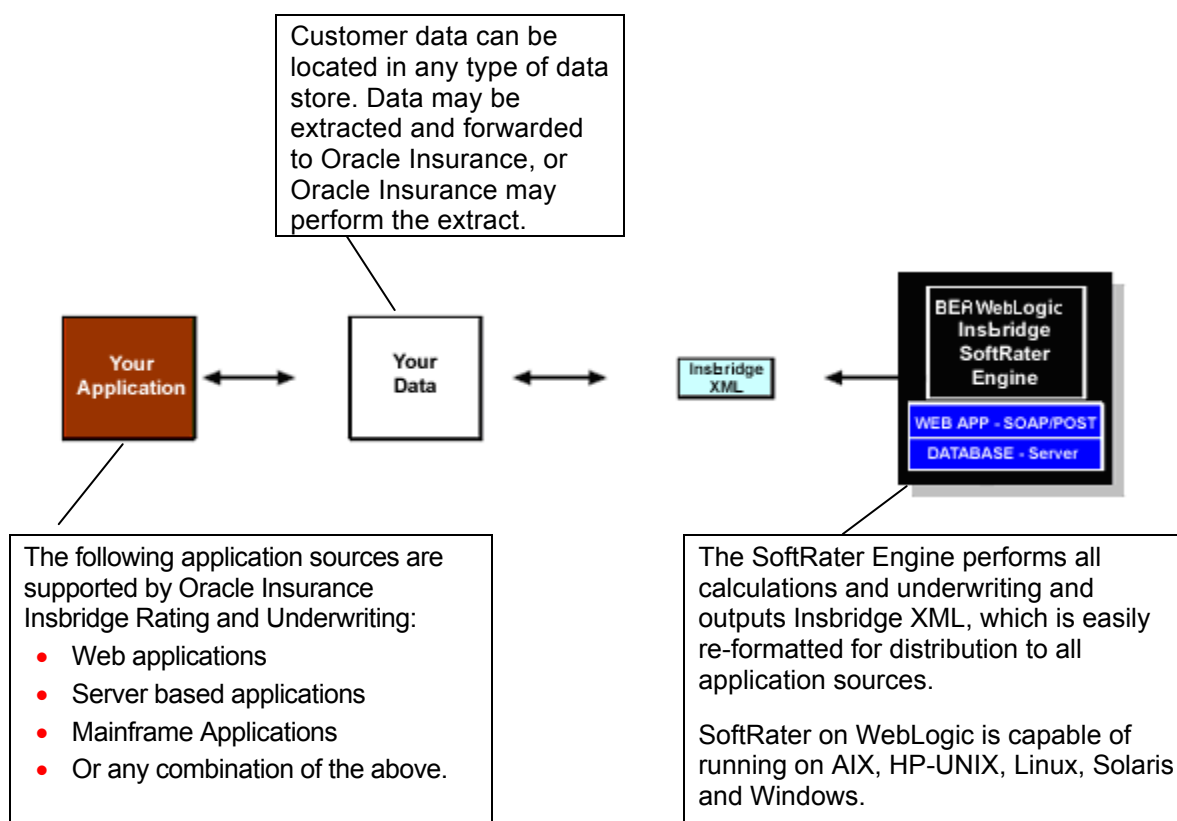 Customer data can be
located in any type of data
store. Data may be
extracted and forwarded
to Oracle Insurance, or
Oracle Insurance may
perform the extract.
Your
Application
Your
Data
Insbridge
XML
BEA WebLogic
Insbridge
SoftRater
Engine
WEB APP - SOAP/POST
DATABASE - Server
The following application sources are
supported by Oracle Insurance
Insbridge Rating and Underwriting:
• Web applications
• Server based applications
• Mainframe Applications
• Or any combination of the above.
The SoftRater Engine performs all
calculations and underwriting and
outputs Insbridge XML, which is easily
re-formatted for distribution to all
application sources.
SoftRater on WebLogic is capable of
running on AIX, HP-UNIX, Linux, Solaris
and Windows.